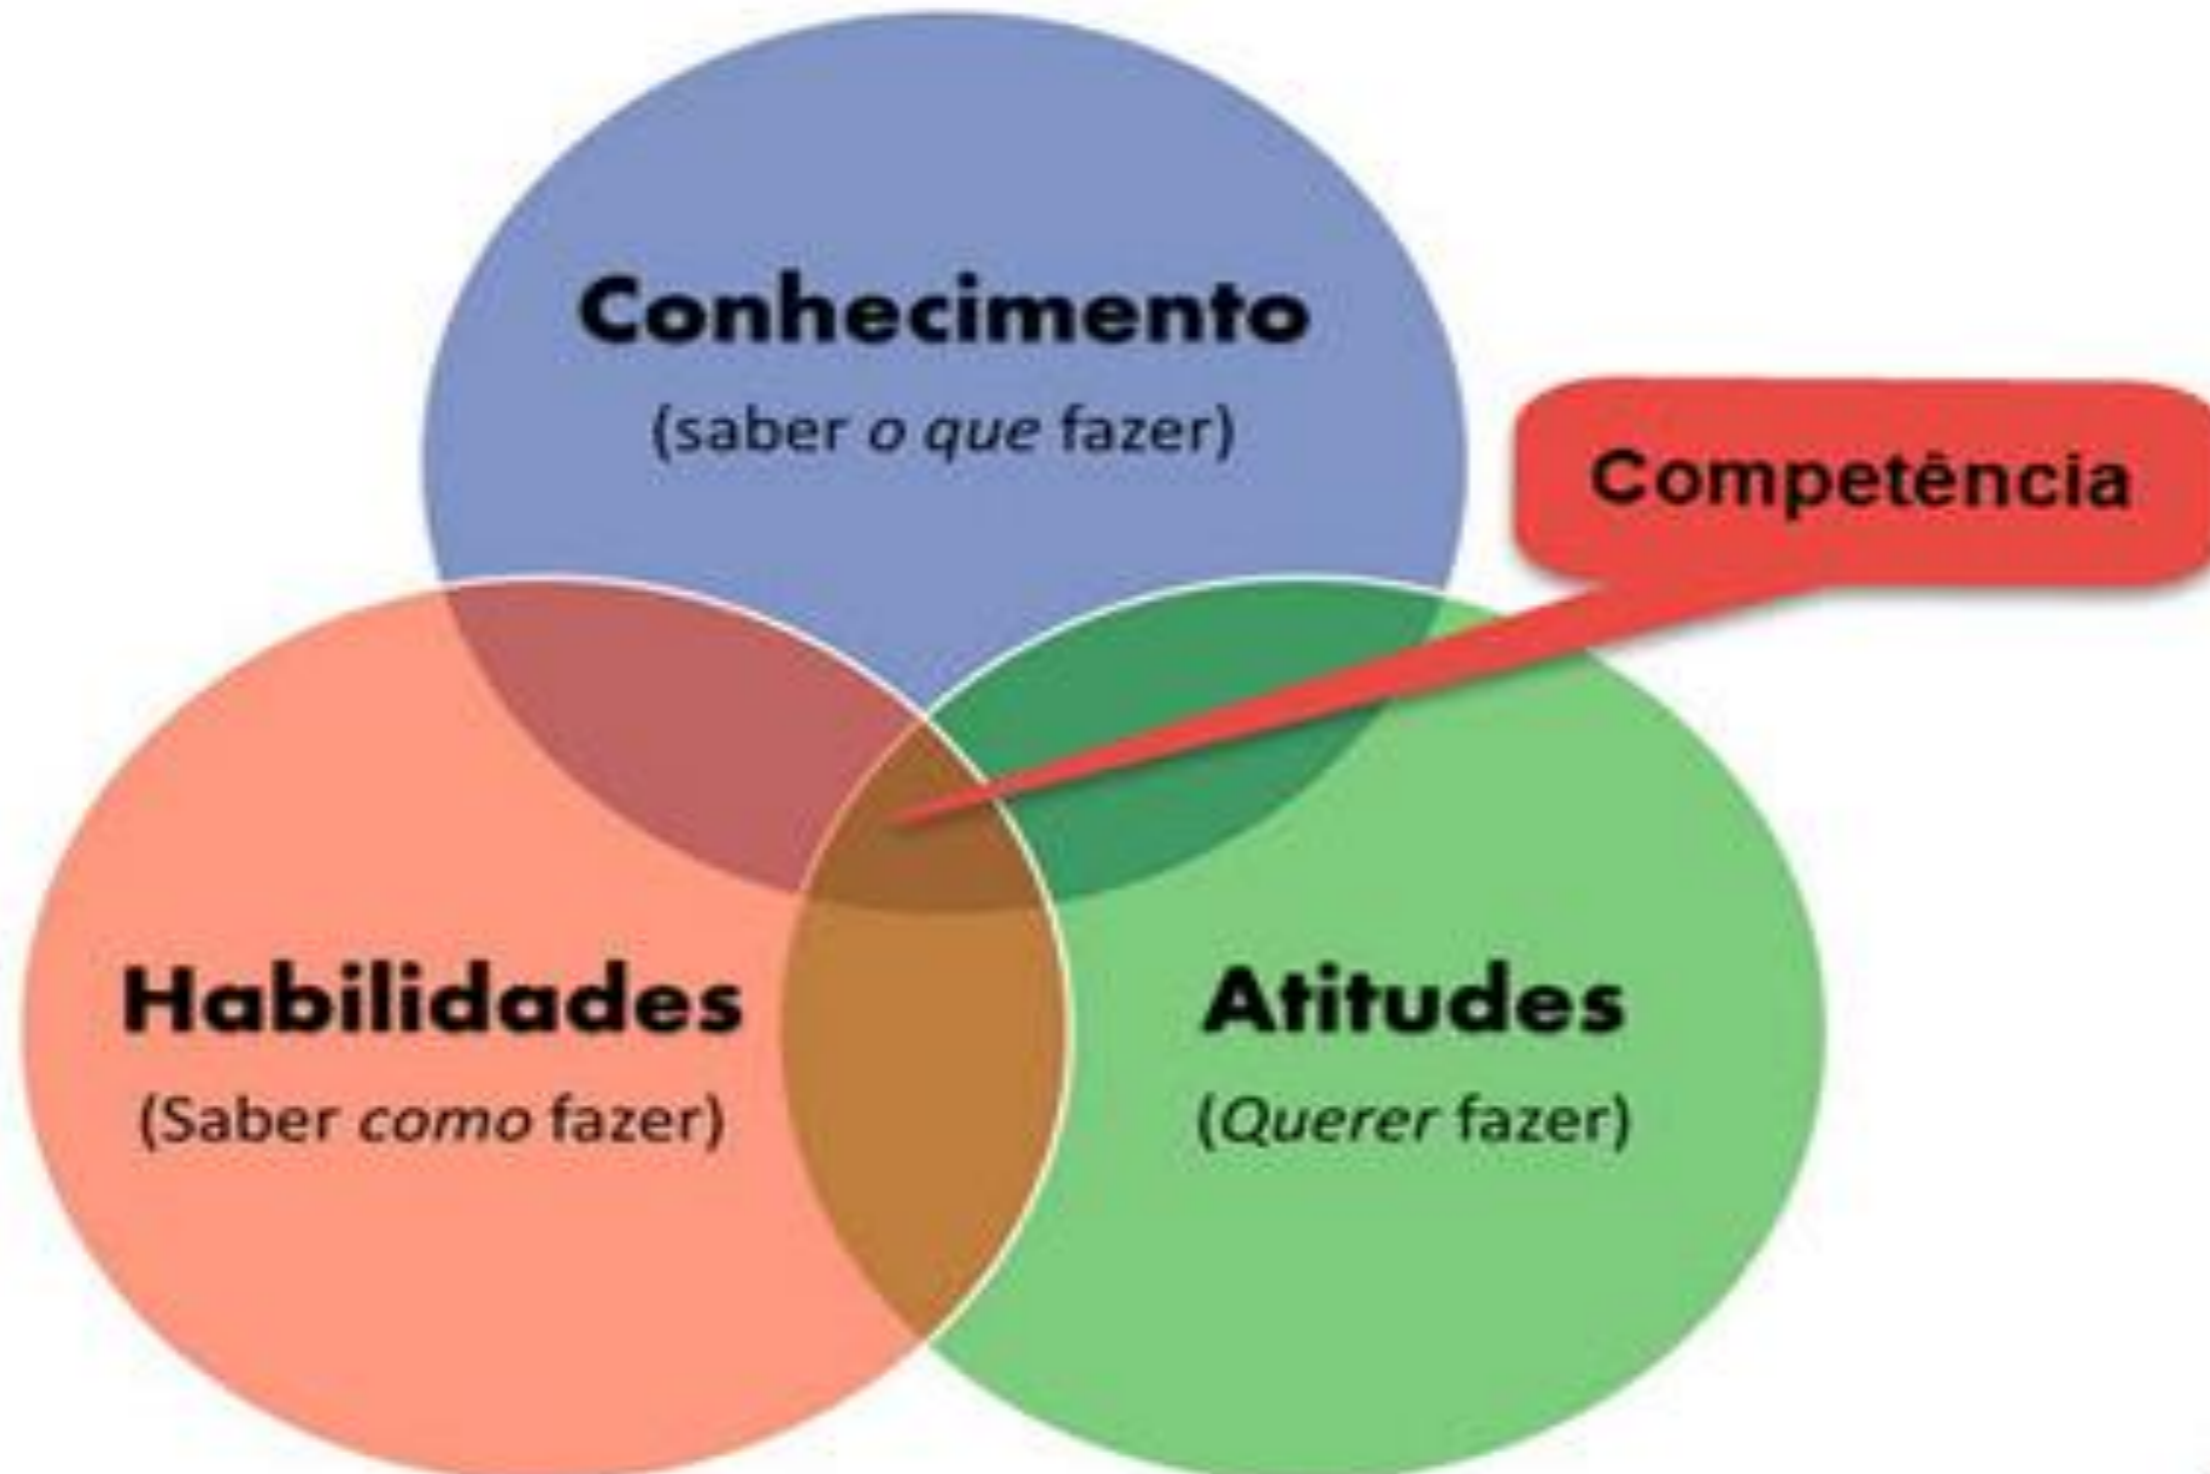 Conhecimento
(saber o que fazer)
Competência
Habilidades
(Saber como fazer)
Atitudes
(Querer fazer)